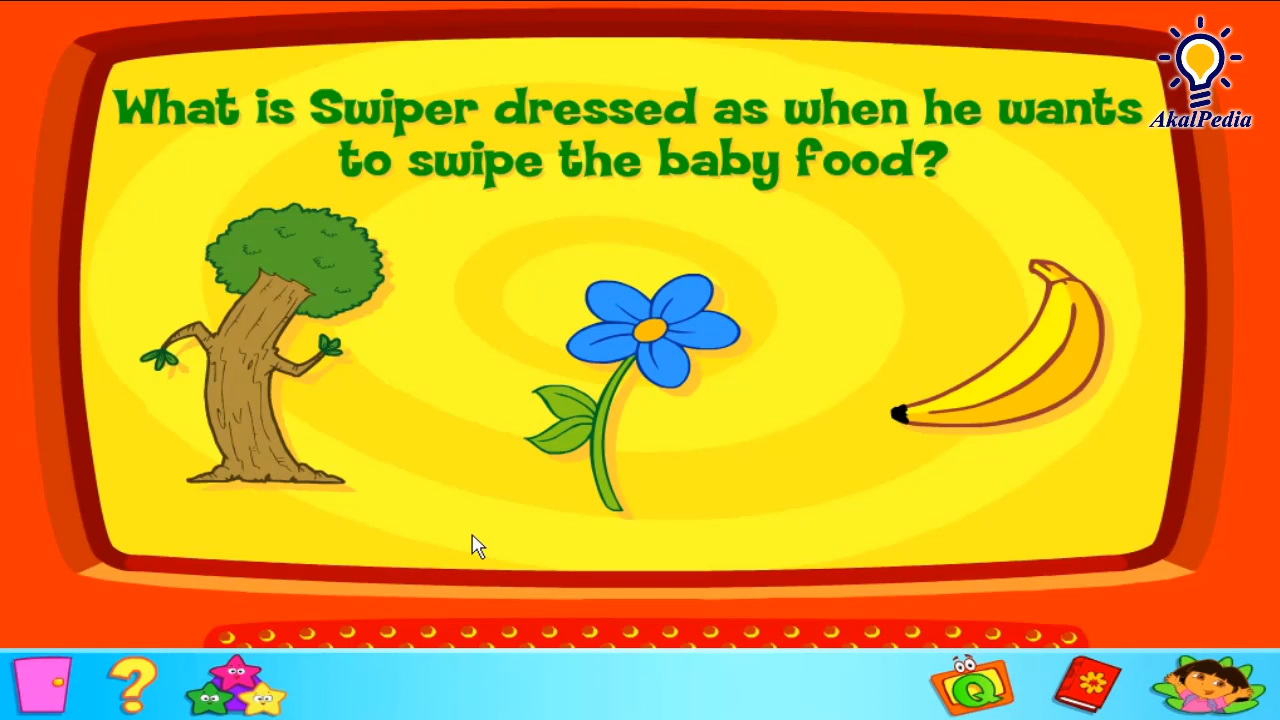 What is Swiper dressed as when he wants
to swipe the baby food?
AkalPedia
?
Q